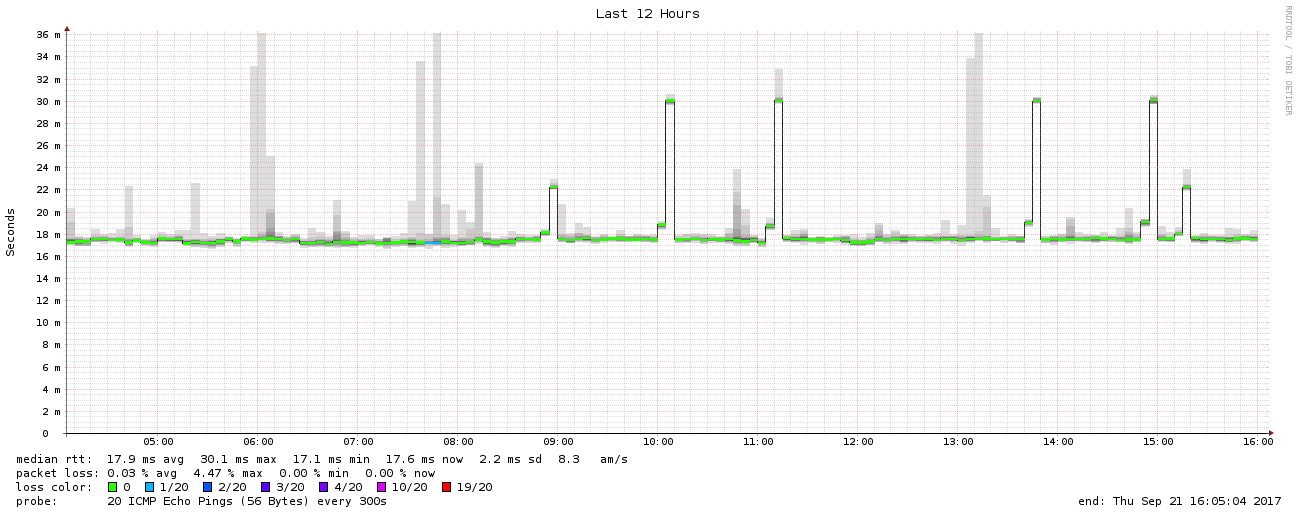 Last 12 Hours
RRDTOOL / TOBI OETIKER
Seconds
36 m
34 m
32 m
30 m
28 m
26 m
24 m
22 m
20 m
18 m
16 m
14 m
12 m
10 m
8 m
6 m
4 m
2 m
0
05:00 06:00 07:00 08:00 09:00 10:00 11:00 12:00 13:00 14:00 15:00 16:00
median rtt: 17.9 ms avg 30.1 ms max 17.1 ms min 17.6 ms now 2.2 ms sd 8.3 am/s
packet loss: 0.03 % avg 4.47 % max 0.00 % min 0.00 % now
loss color: 0 1/20 2/20 3/20 4/20 10/20 19/20
probe: 20 ICMP Echo Pings (56 Bytes) every 300s end: Thu Sep 21 16:05:04 2017